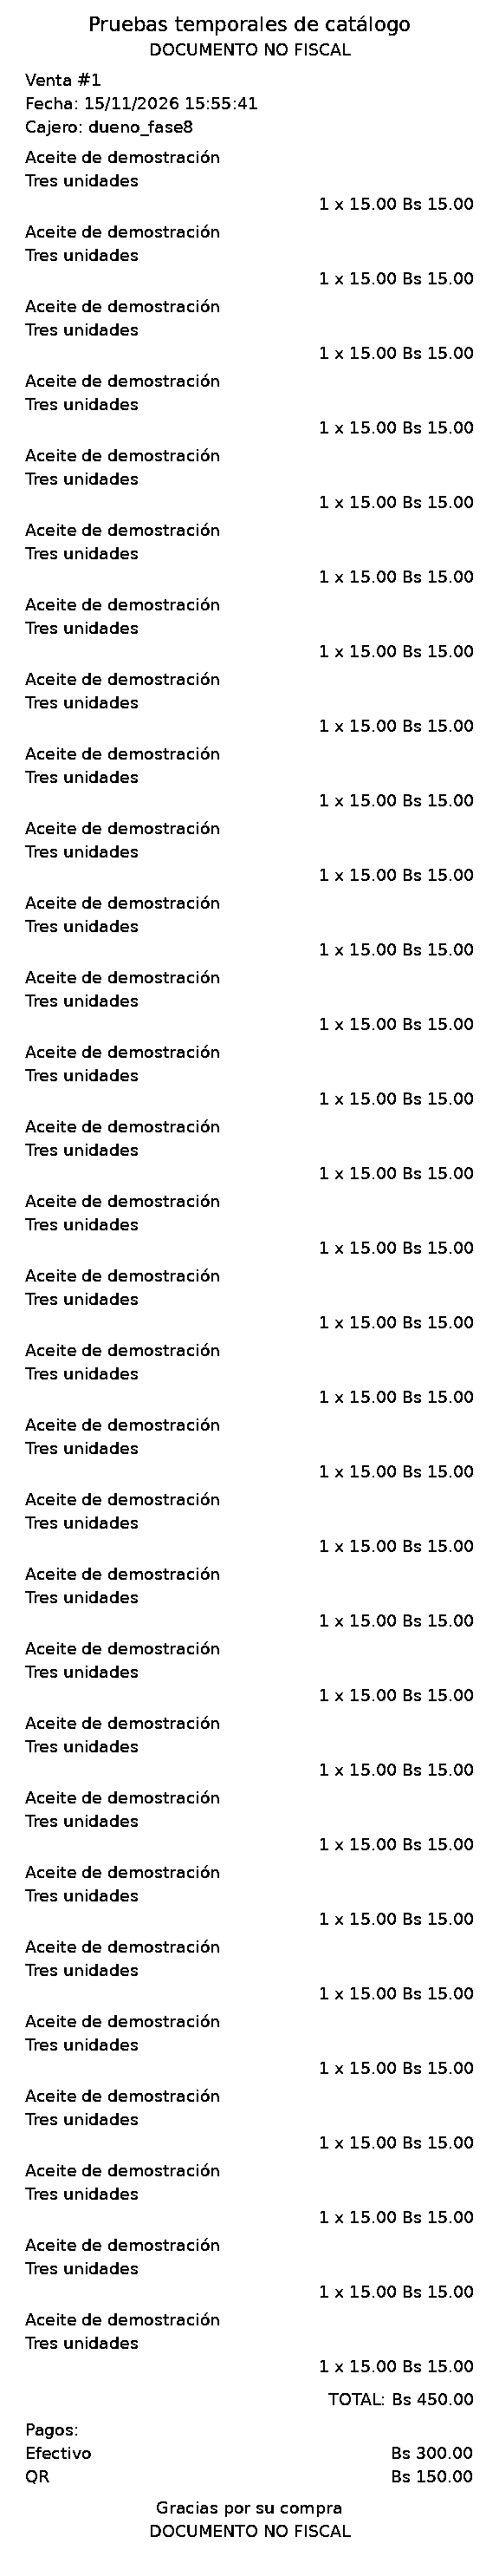 Pruebas temporales de catálogo
DOCUMENTO NO FISCAL
Venta #1
Fecha: 15/11/2026 15:55:41
Cajero: dueno_fase8
Aceite de demostración
Tres unidades
1 x 15.00 Bs 15.00
Aceite de demostración
Tres unidades
1 x 15.00 Bs 15.00
Aceite de demostración
Tres unidades
1 x 15.00 Bs 15.00
Aceite de demostración
Tres unidades
1 x 15.00 Bs 15.00
Aceite de demostración
Tres unidades
1 x 15.00 Bs 15.00
Aceite de demostración
Tres unidades
1 x 15.00 Bs 15.00
Aceite de demostración
Tres unidades
1 x 15.00 Bs 15.00
Aceite de demostración
Tres unidades
1 x 15.00 Bs 15.00
Aceite de demostración
Tres unidades
1 x 15.00 Bs 15.00
Aceite de demostración
Tres unidades
1 x 15.00 Bs 15.00
Aceite de demostración
Tres unidades
1 x 15.00 Bs 15.00
Aceite de demostración
Tres unidades
1 x 15.00 Bs 15.00
Aceite de demostración
Tres unidades
1 x 15.00 Bs 15.00
Aceite de demostración
Tres unidades
1 x 15.00 Bs 15.00
Aceite de demostración
Tres unidades
1 x 15.00 Bs 15.00
Aceite de demostración
Tres unidades
1 x 15.00 Bs 15.00
Aceite de demostración
Tres unidades
1 x 15.00 Bs 15.00
Aceite de demostración
Tres unidades
1 x 15.00 Bs 15.00
Aceite de demostración
Tres unidades
1 x 15.00 Bs 15.00
Aceite de demostración
Tres unidades
1 x 15.00 Bs 15.00
Aceite de demostración
Tres unidades
1 x 15.00 Bs 15.00
Aceite de demostración
Tres unidades
1 x 15.00 Bs 15.00
Aceite de demostración
Tres unidades
1 x 15.00 Bs 15.00
Aceite de demostración
Tres unidades
1 x 15.00 Bs 15.00
Aceite de demostración
Tres unidades
1 x 15.00 Bs 15.00
Aceite de demostración
Tres unidades
1 x 15.00 Bs 15.00
Aceite de demostración
Tres unidades
1 x 15.00 Bs 15.00
Aceite de demostración
Tres unidades
1 x 15.00 Bs 15.00
Aceite de demostración
Tres unidades
1 x 15.00 Bs 15.00
Aceite de demostración
Tres unidades
1 x 15.00 Bs 15.00
TOTAL: Bs 450.00
Pagos:
Efectivo Bs 300.00
QR Bs 150.00
Gracias por su compra
DOCUMENTO NO FISCAL